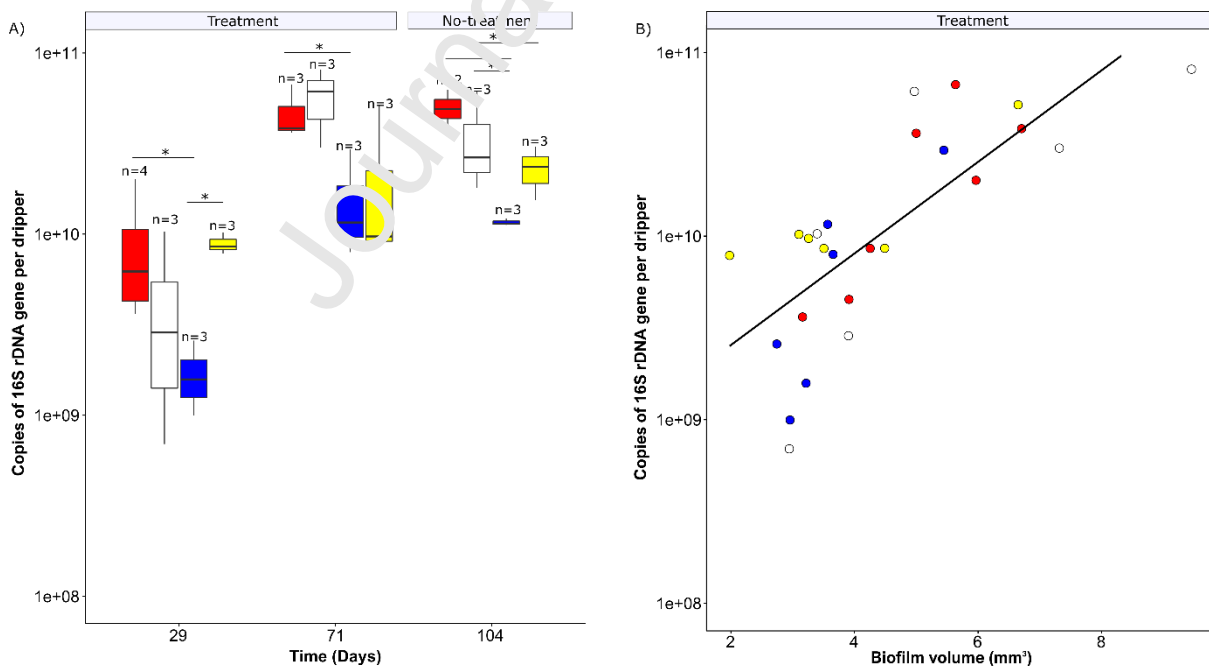 A)
Treatment
No-treatment
Copies of 16S rDNA gene per dripper
1e+11
1e+10
1e+09
1e+08
n=4
n=3
n=3
n=3
*
*
n=3
n=3
n=3
n=3
*
n=3
n=3
n=3
*
*
29
71
104
Time (Days)
Journa
B)
Treatment
Copies of 16S rDNA gene per dripper
1e+11
1e+10
1e+09
1e+08
2
4
6
8
Biofilm volume (mm³)